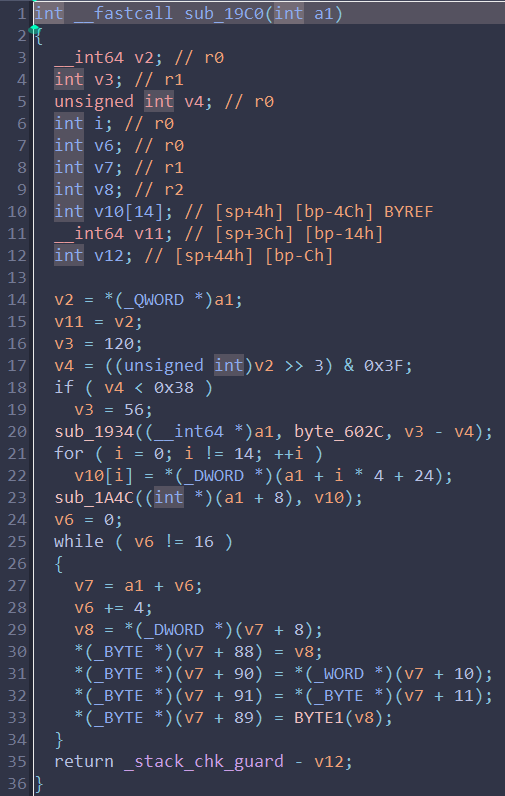 1 int __fastcall sub_19C0(int a1)
2 {
3   __int64 v2; // r0
4   int v3; // r1
5   unsigned int v4; // r0
6   int i; // r0
7   int v6; // r0
8   int v7; // r1
9   int v8; // r2
10   int v10[14]; // [sp+4h] [bp-4Ch] BYREF
11   __int64 v11; // [sp+3Ch] [bp-14h]
12   int v12; // [sp+44h] [bp-Ch]
13
14   v2 = *(_QWORD *)a1;
15   v11 = v2;
16   v3 = 120;
17   v4 = ((unsigned int)v2 >> 3) & 0x3F;
18   if ( v4 < 0x38 )
19     v3 = 56;
20   sub_1934((__int64 *)a1, byte_602C, v3 - v4);
21   for ( i = 0; i != 14; ++i )
22     v10[i] = *(_DWORD *)(a1 + i * 4 + 24);
23   sub_1A4C((int *)(a1 + 8), v10);
24   v6 = 0;
25   while ( v6 != 16 )
26   {
27     v7 = a1 + v6;
28     v6 += 4;
29     v8 = *(_DWORD *)(v7 + 8);
30     *(_BYTE *)(v7 + 88) = v8;
31     *(_BYTE *)(v7 + 90) = *(_WORD *)(v7 + 10);
32     *(_BYTE *)(v7 + 91) = *(_BYTE *)(v7 + 11);
33     *(_BYTE *)(v7 + 89) = BYTE1(v8);
34   }
35   return _stack_chk_guard - v12;
36 }